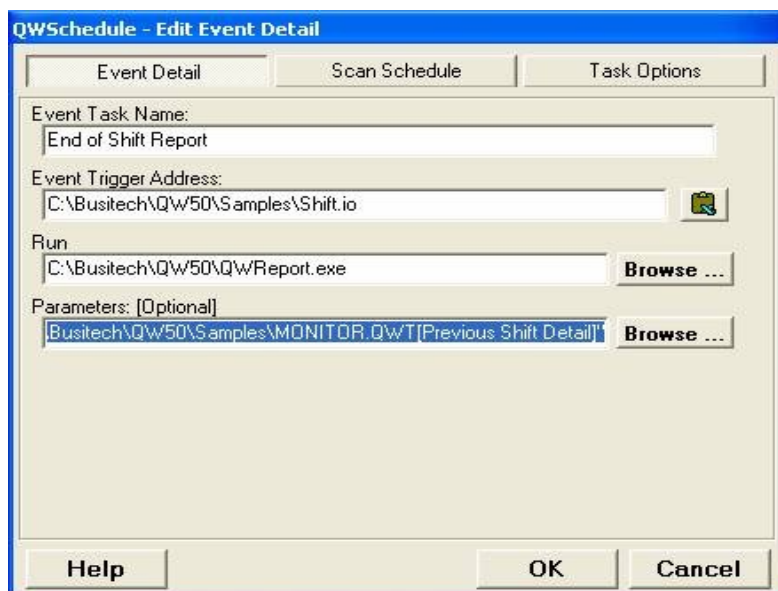 QWSchedule - Edit Event Detail
Event Detail
Scan Schedule
Task Options
Event Task Name:
End of Shift Report
Event Trigger Address:
C:\Busitech\QW50\Samples\Shift.io
Run
C:\Busitech\QW50\QWReport.exe
Browse ...
Parameters: [Optional]
.Busitech\QW50\Samples\MONITOR.QWT[Previous Shift Detail]"
Browse ...
Help
OK
Cancel